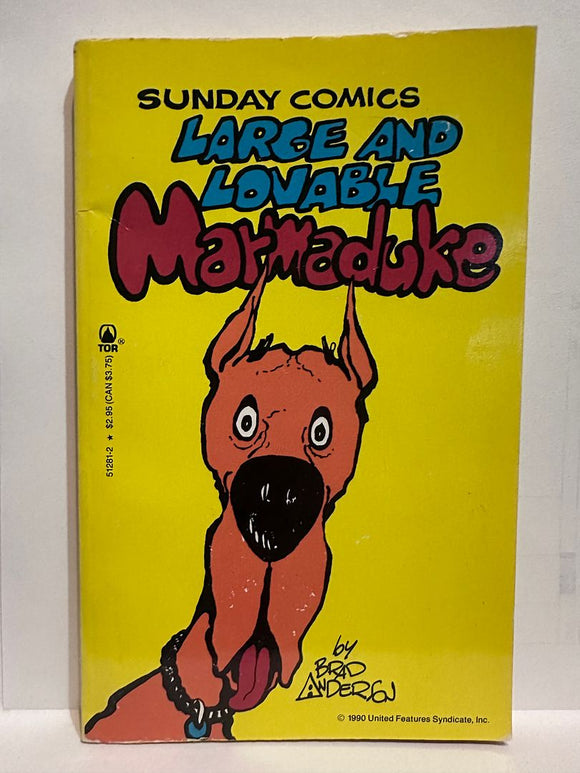 SUNDAY COMICS
LARGE AND
LOVABLE
Marmaduke
TOR®
51281-2 ★ $2.95 (CAN $3.75)
by
BRAD
ANDERSON
© 1990 United Features Syndicate, Inc.